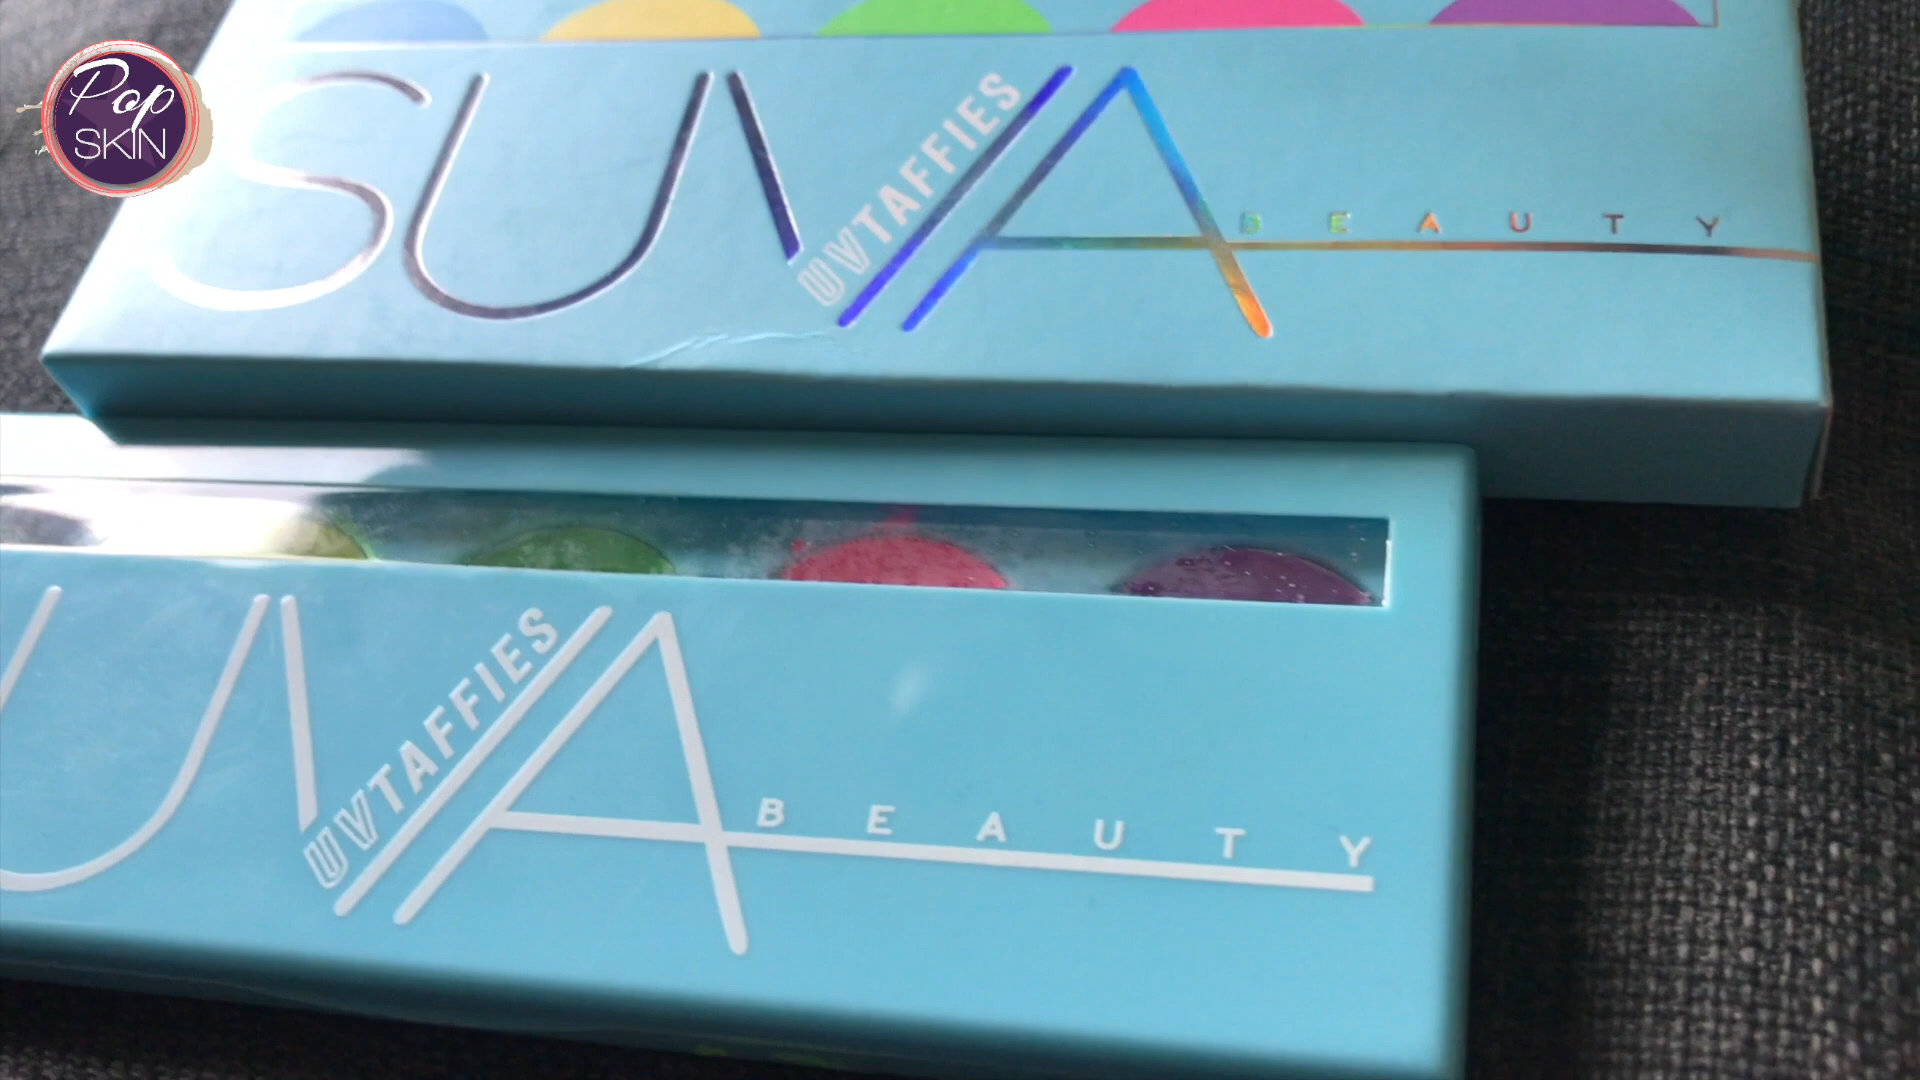 Pop
SKIN
SUVA
UVTAFFIES
BEAUTY
UVA
UVTAFFIES
BEAUTY